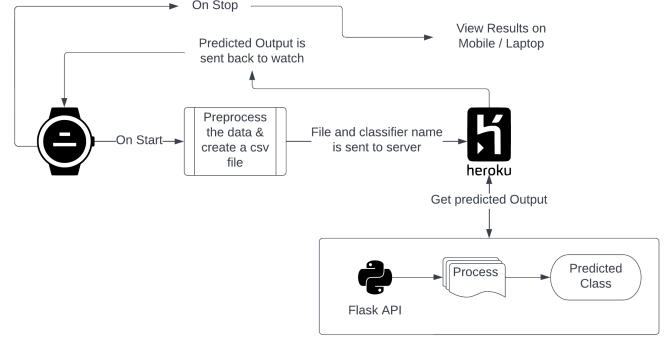 On Stop
View Results on
Mobile / Laptop
Predicted Output is
sent back to watch
On Start
Preprocess
the data &
create a csv
file
File and classifier name
is sent to server
heroku
Get predicted Output
Process
Predicted
Class
Flask API